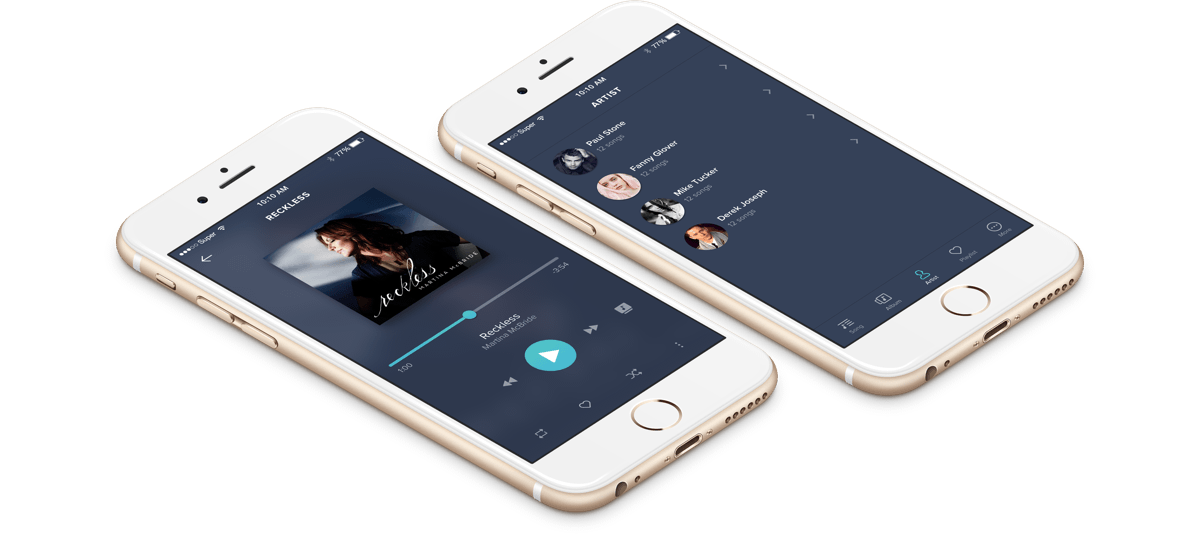 Super
10:10 AM
77%
RECKLESS
reckless
MARTINA McBRIDE
1:00
-3:54
Reckless
Martina McBride
Super
10:10 AM
77%
ARTIST
Paul Stone
12 songs
Fanny Glover
12 songs
Mike Tucker
12 songs
Derek Joseph
12 songs
Song
Album
Artist
Playlist
More